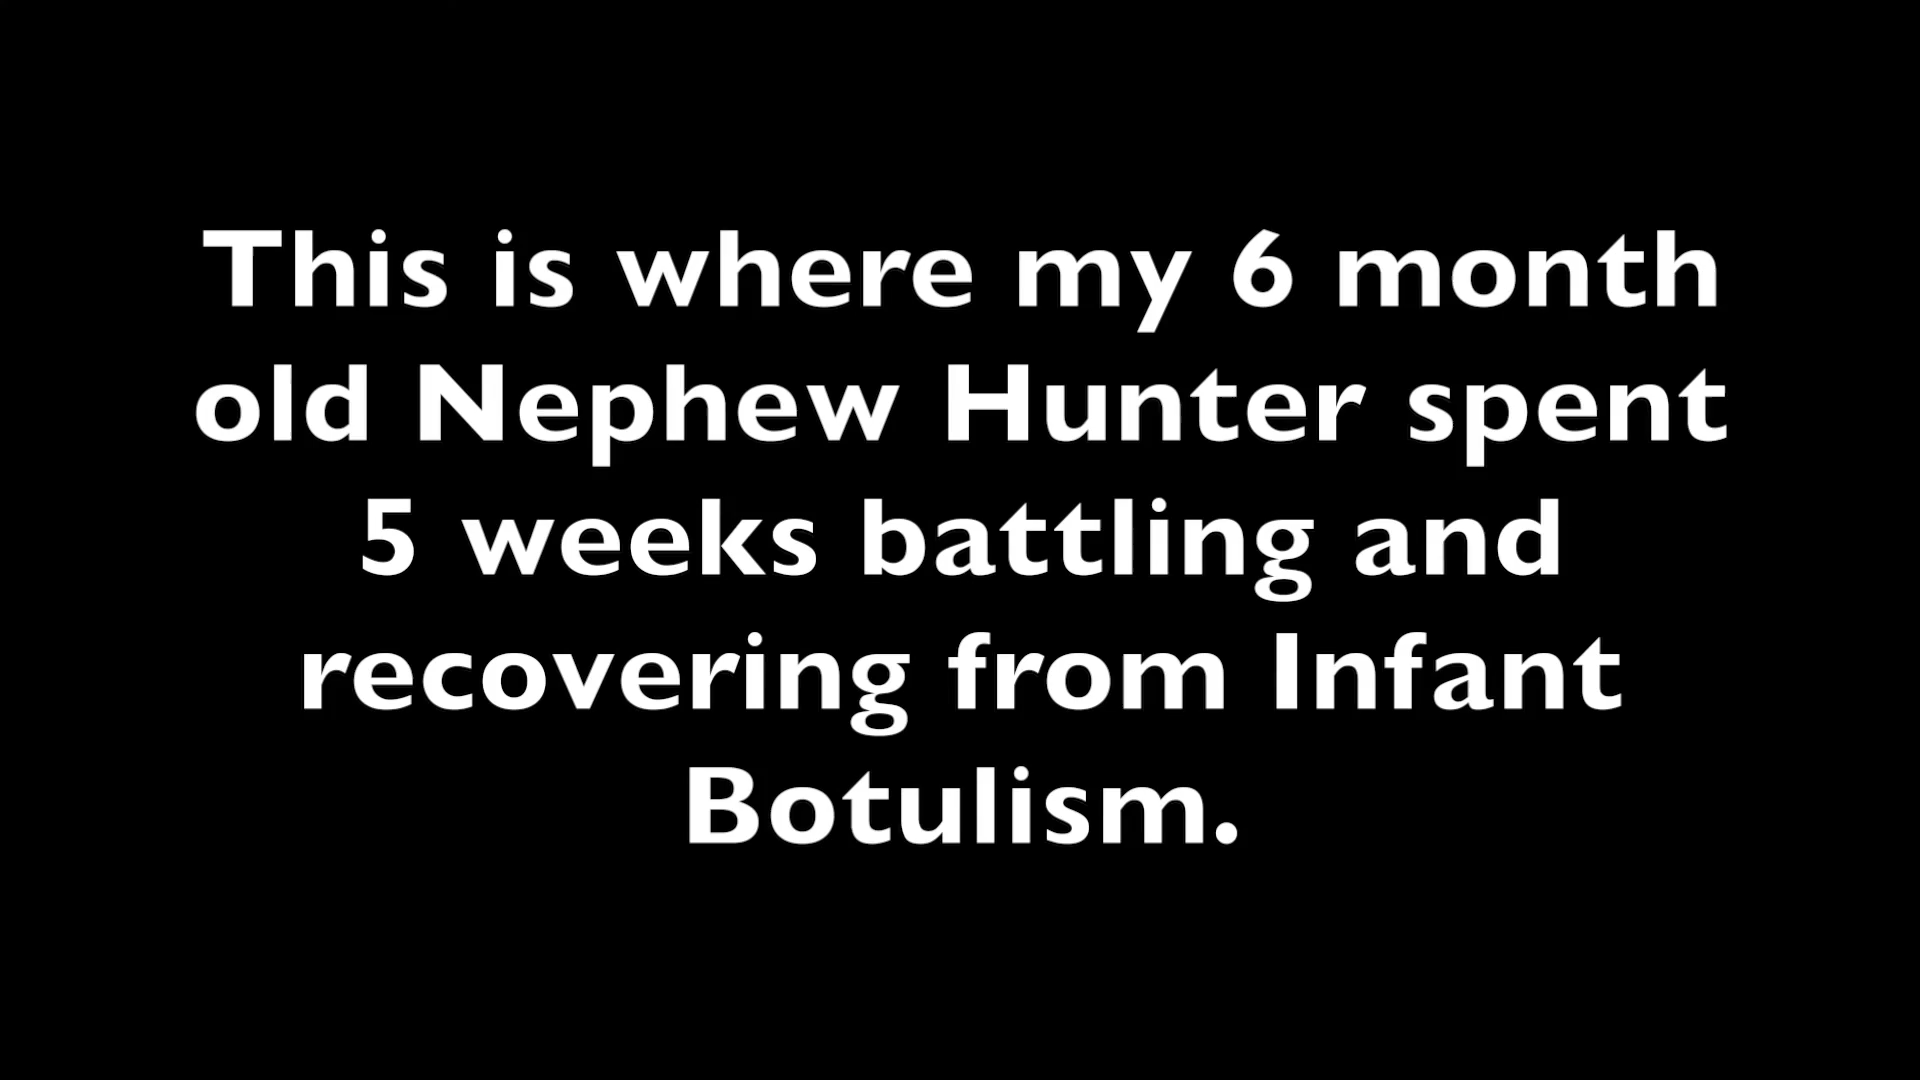 This is where my 6 month
old Nephew Hunter spent
5 weeks battling and
recovering from Infant
Botulism.